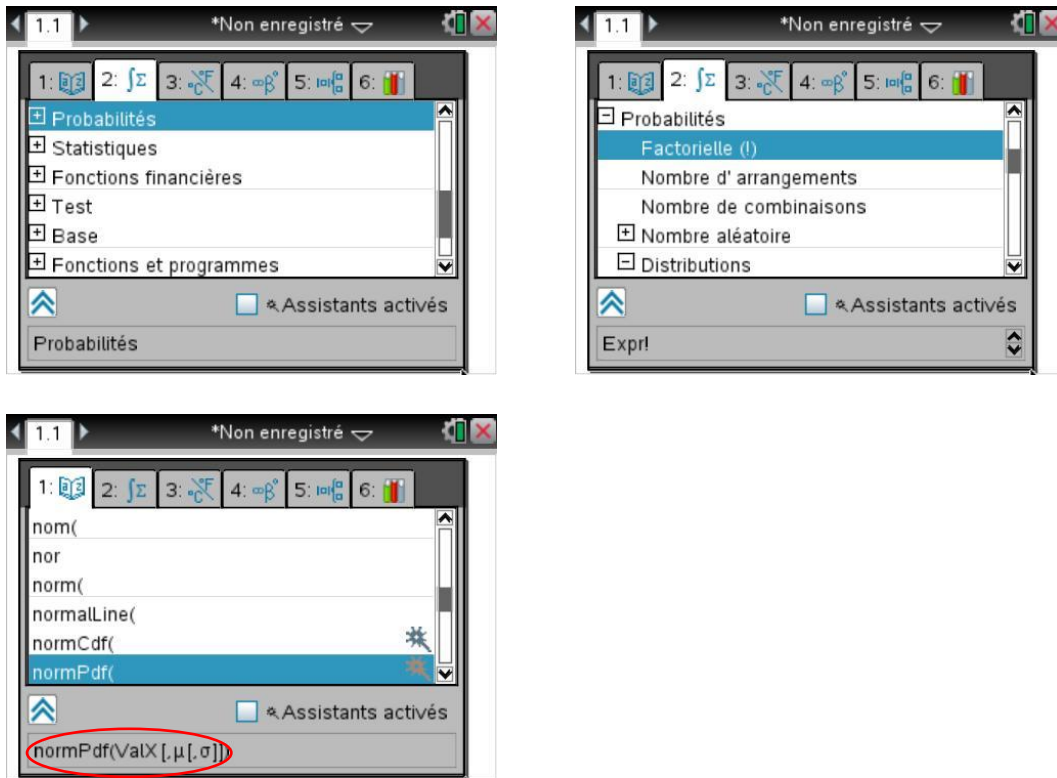 1.1 *Non enregistré
1: 2: ∫Σ 3: °C°F 4: ∞β° 5: 6:
Probabilités
Statistiques
Fonctions financières
Test
Base
Fonctions et programmes
Assistants activés
Probabilités
1.1 *Non enregistré
1: 2: ∫Σ 3: °C°F 4: ∞β° 5: 6:
Probabilités
Factorielle (!)
Nombre d' arrangements
Nombre de combinaisons
Nombre aléatoire
Distributions
Assistants activés
Expr!
1.1 *Non enregistré
1: 2: ∫Σ 3: °C°F 4: ∞β° 5: 6:
nom(
nor
norm(
normalLine(
normCdf(
normPdf(
Assistants activés
normPdf(ValX [,μ[,σ]])